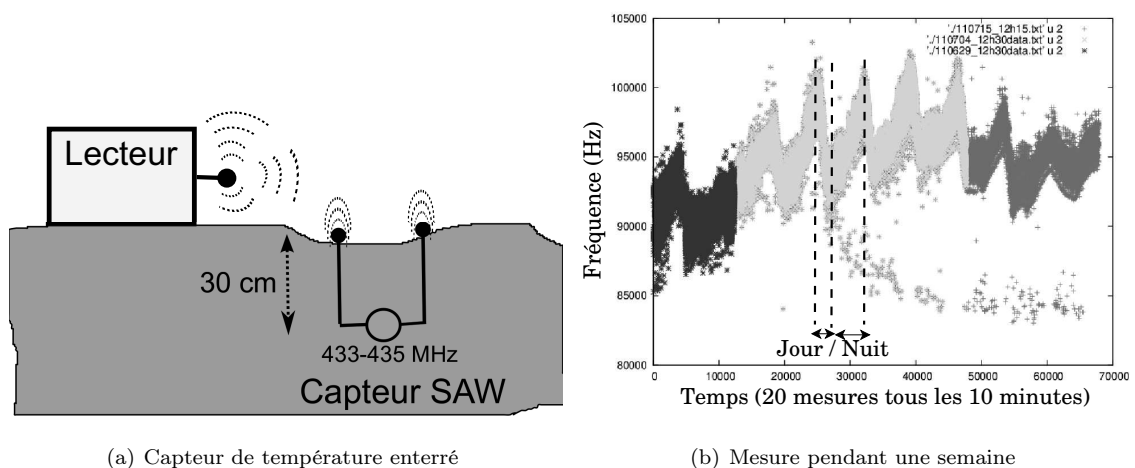 Lecteur
30 cm
433-435 MHz
Capteur SAW
(a) Capteur de température enterré
105000
100000
95000
90000
85000
80000
Fréquence (Hz)
'./110715_12h15.txt' u 2
'./110704_12h30data.txt' u 2
'./110629_12h30data.txt' u 2
Jour / Nuit
0
10000
20000
30000
40000
50000
60000
70000
Temps (20 mesures tous les 10 minutes)
(b) Mesure pendant une semaine